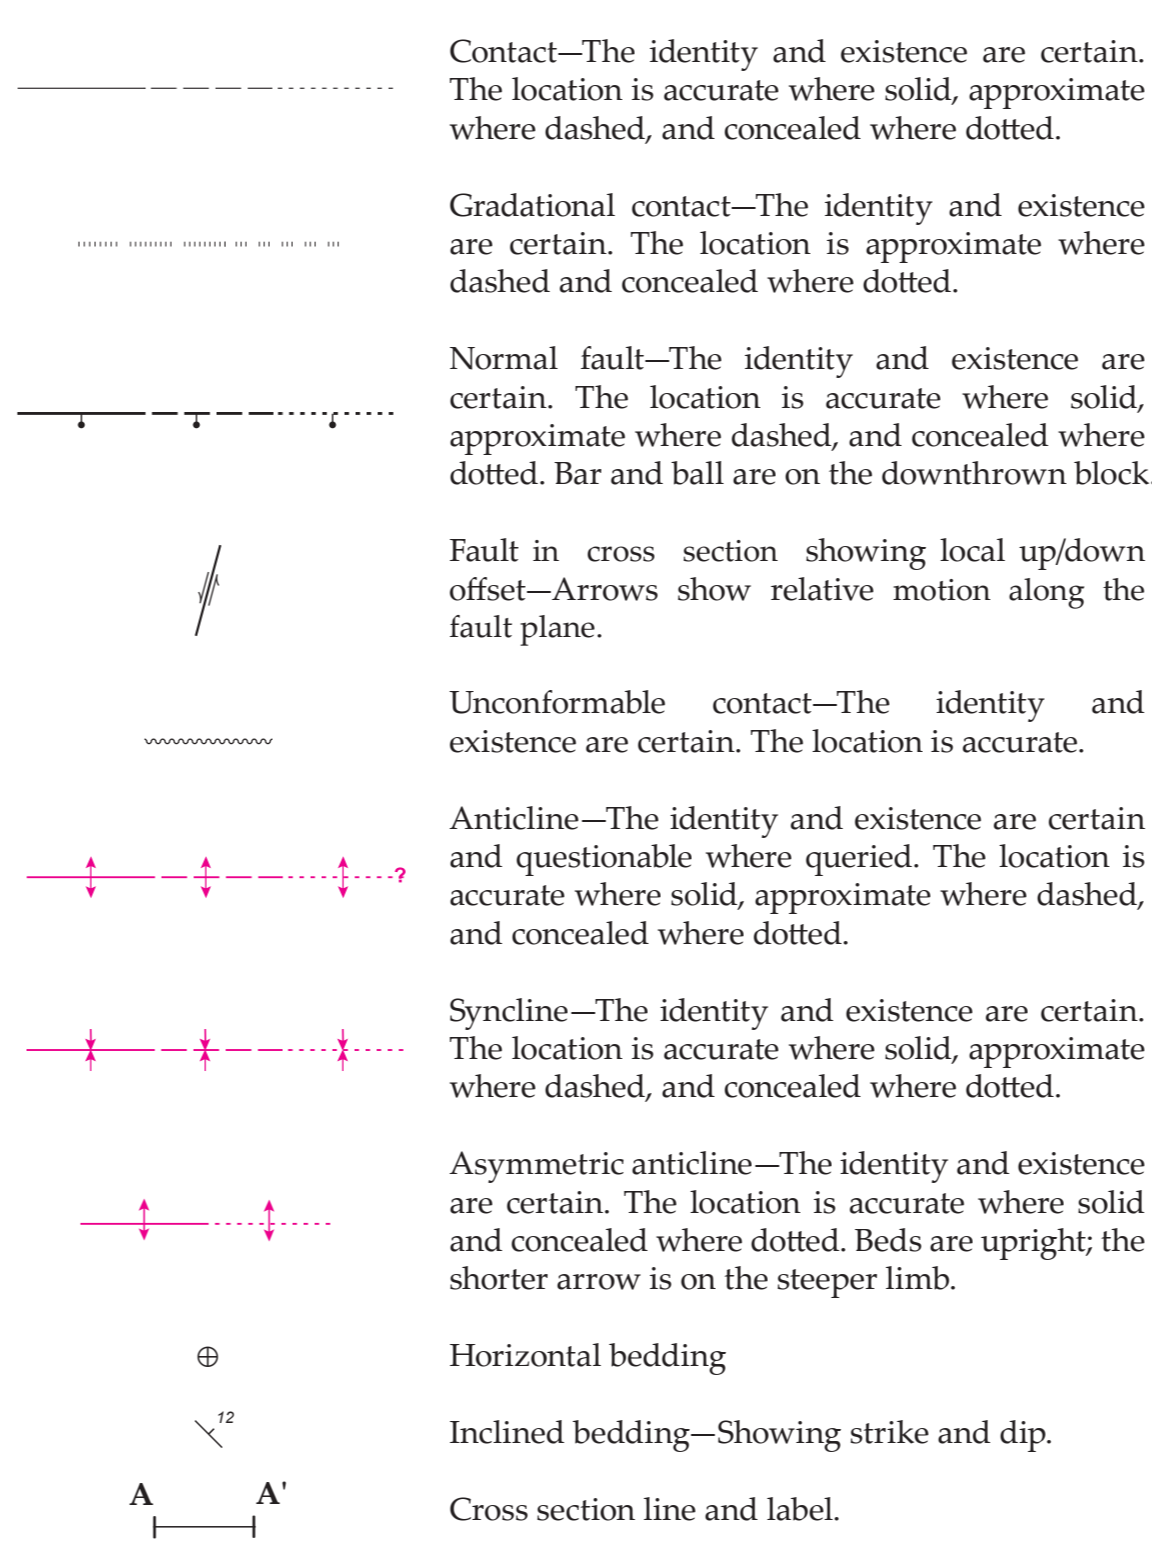 Contact—The identity and existence are certain.
The location is accurate where solid, approximate
where dashed, and concealed where dotted.
Gradational contact—The identity and existence
are certain. The location is approximate where
dashed and concealed where dotted.
Normal fault—The identity and existence are
certain. The location is accurate where solid,
approximate where dashed, and concealed where
dotted. Bar and ball are on the downthrown block.
Fault in cross section showing local up/down
offset—Arrows show relative motion along the
fault plane.
Unconformable contact—The identity and
existence are certain. The location is accurate.
Anticline—The identity and existence are certain
and questionable where queried. The location is
accurate where solid, approximate where dashed,
and concealed where dotted.
?
Syncline—The identity and existence are certain.
The location is accurate where solid, approximate
where dashed, and concealed where dotted.
Asymmetric anticline—The identity and existence
are certain. The location is accurate where solid
and concealed where dotted. Beds are upright; the
shorter arrow is on the steeper limb.
Horizontal bedding
12
Inclined bedding—Showing strike and dip.
A A'
Cross section line and label.